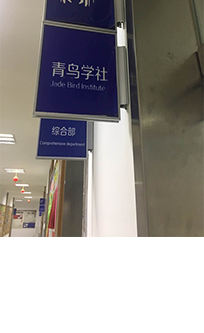 青鸟学社
Jade Bird Institute
综合部
Comprehensive department